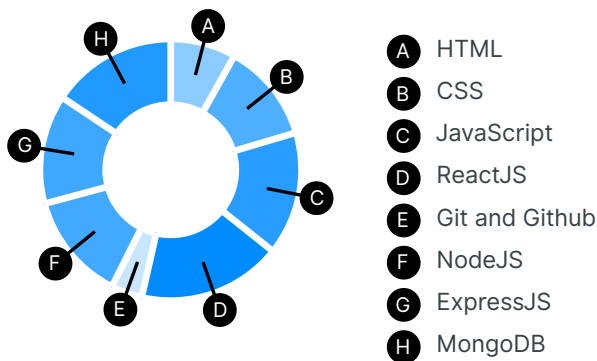 A
B
C
D
E
F
G
H
A HTML
B CSS
C JavaScript
D ReactJS
E Git and Github
F NodeJS
G ExpressJS
H MongoDB